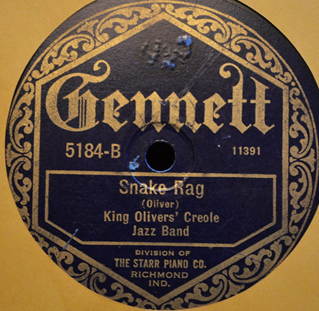 Gennett
5184-B 11391
Snake Rag
(Oliver)
King Olivers' Creole
Jazz Band
DIVISION OF
THE STARR PIANO CO.
RICHMOND
IND.